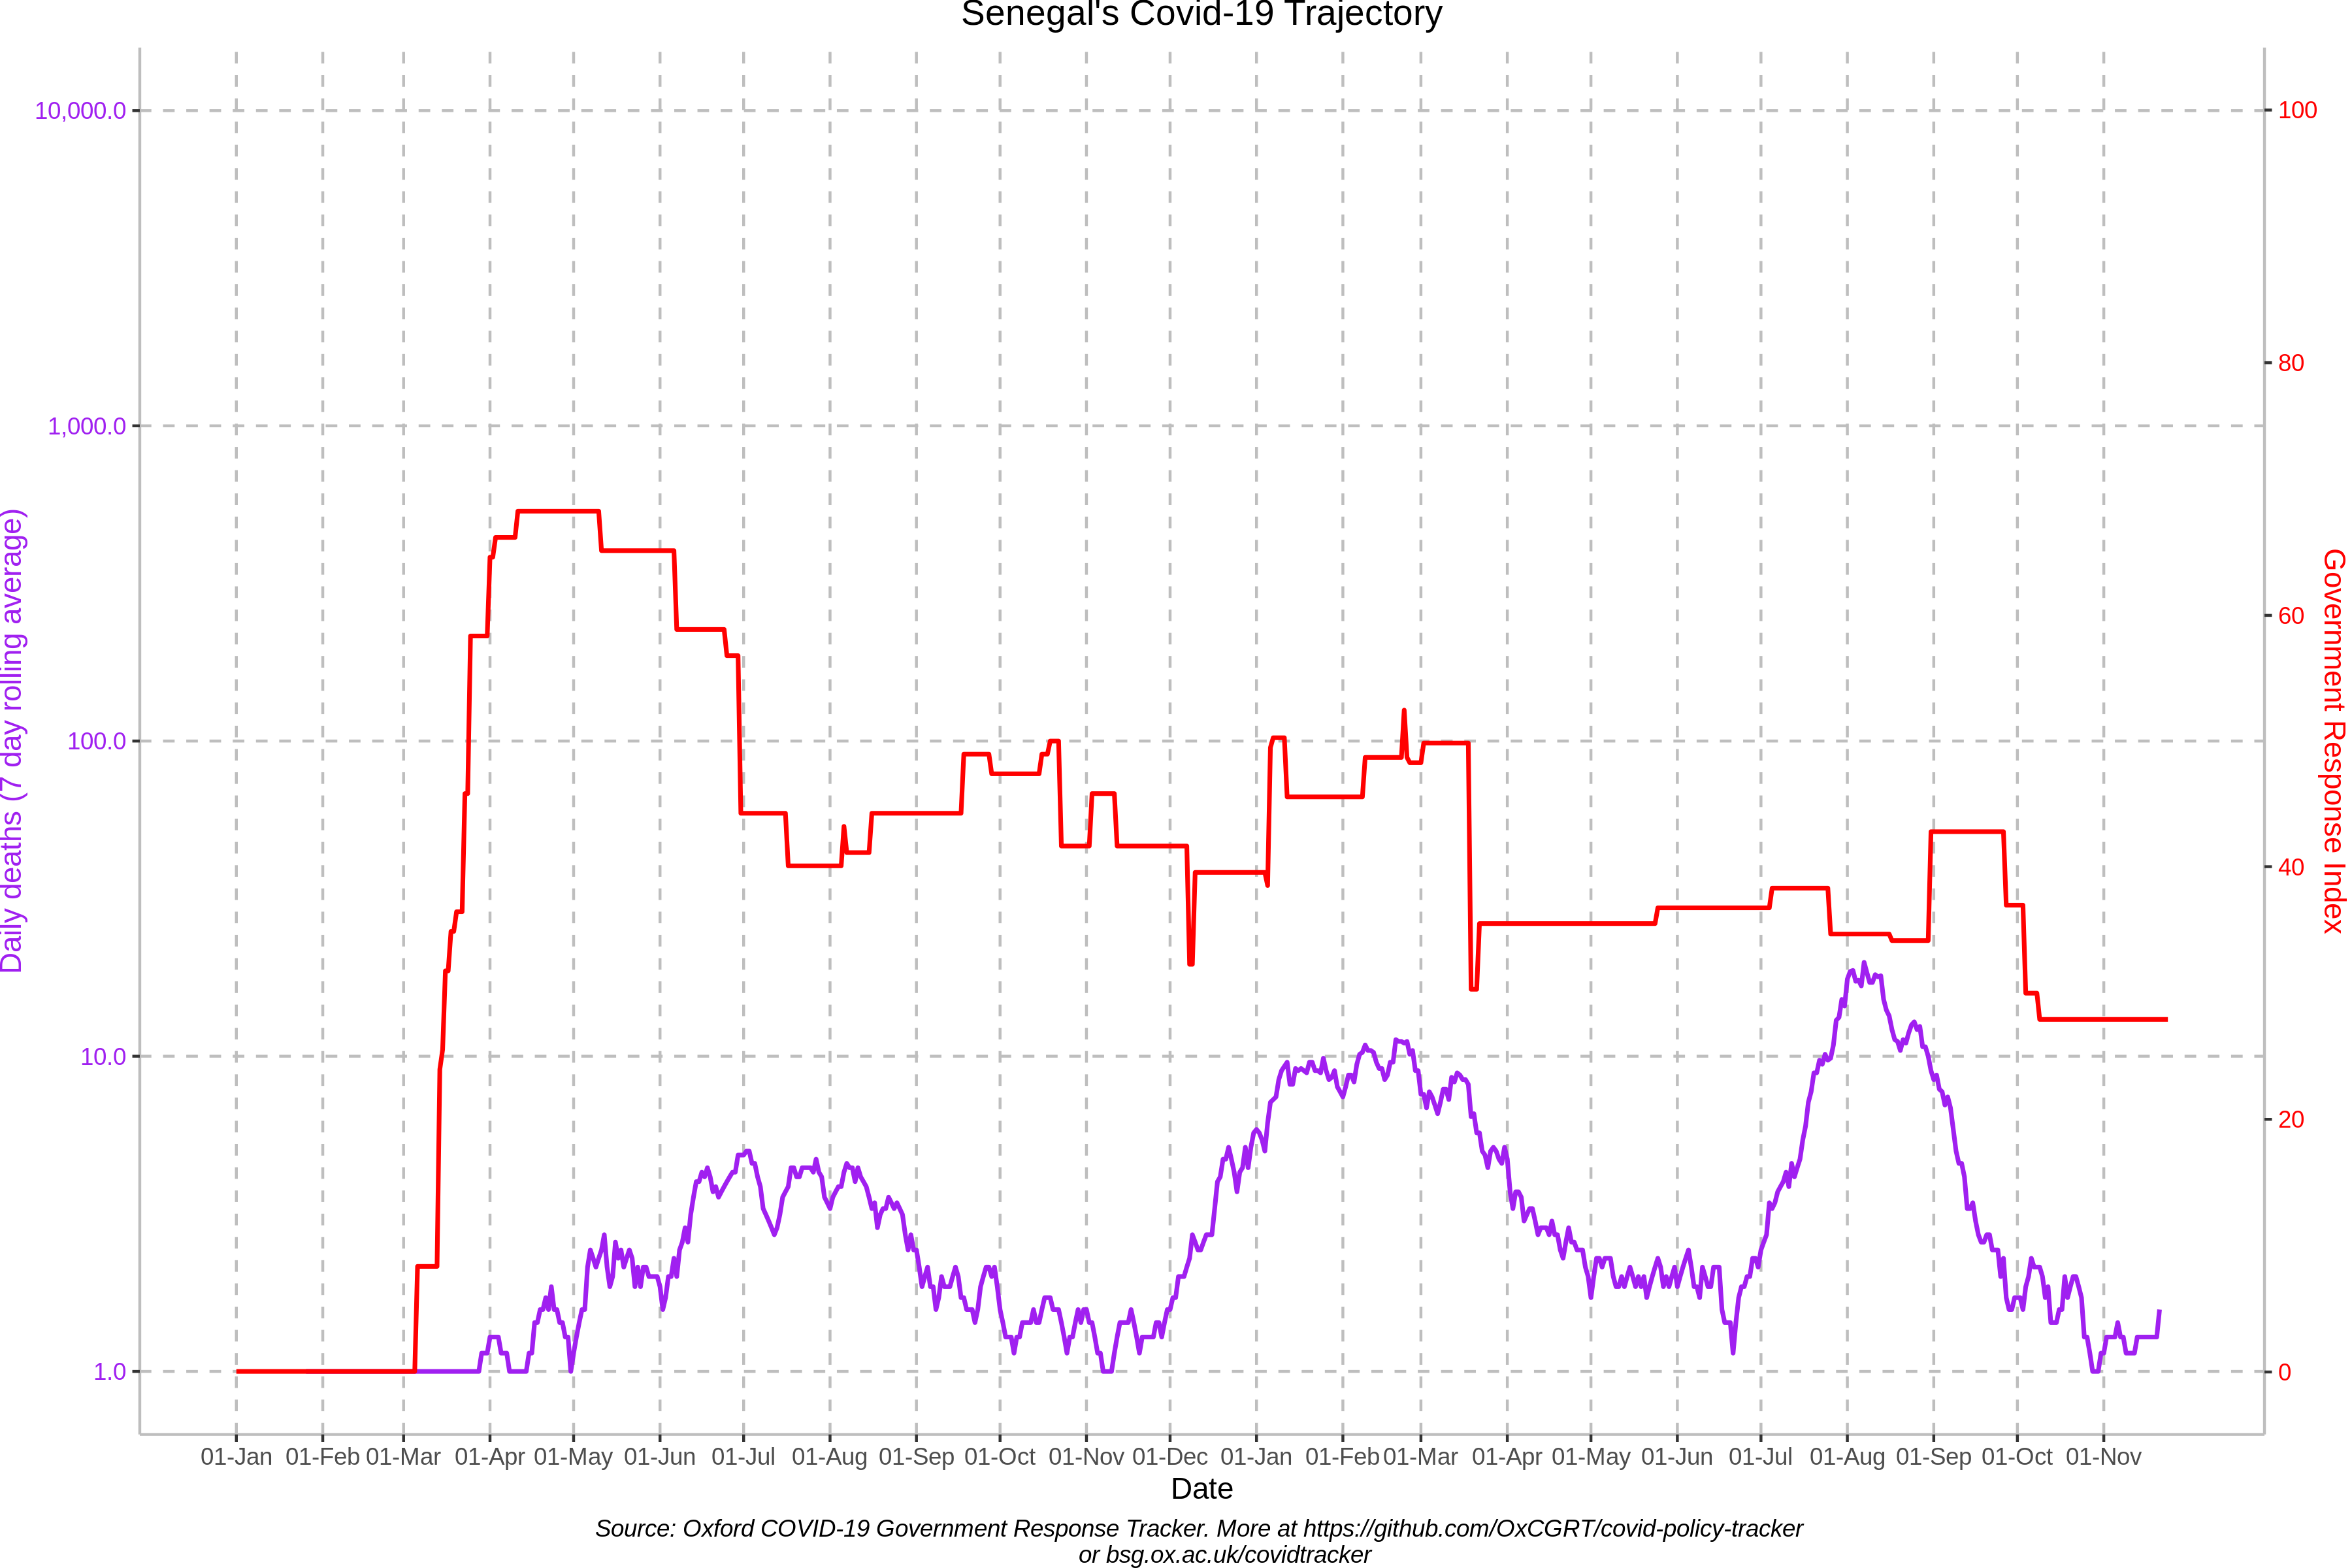 Senegal's Covid-19 Trajectory
10,000.0
1,000.0
100.0
10.0
1.0
Daily deaths (7 day rolling average)
100
80
60
40
20
0
Government Response Index
01-Jan 01-Feb 01-Mar 01-Apr 01-May 01-Jun 01-Jul 01-Aug 01-Sep 01-Oct 01-Nov 01-Dec 01-Jan 01-Feb 01-Mar 01-Apr 01-May 01-Jun 01-Jul 01-Aug 01-Sep 01-Oct 01-Nov
Date
Source: Oxford COVID-19 Government Response Tracker. More at https://github.com/OxCGRT/covid-policy-tracker
or bsg.ox.ac.uk/covidtracker